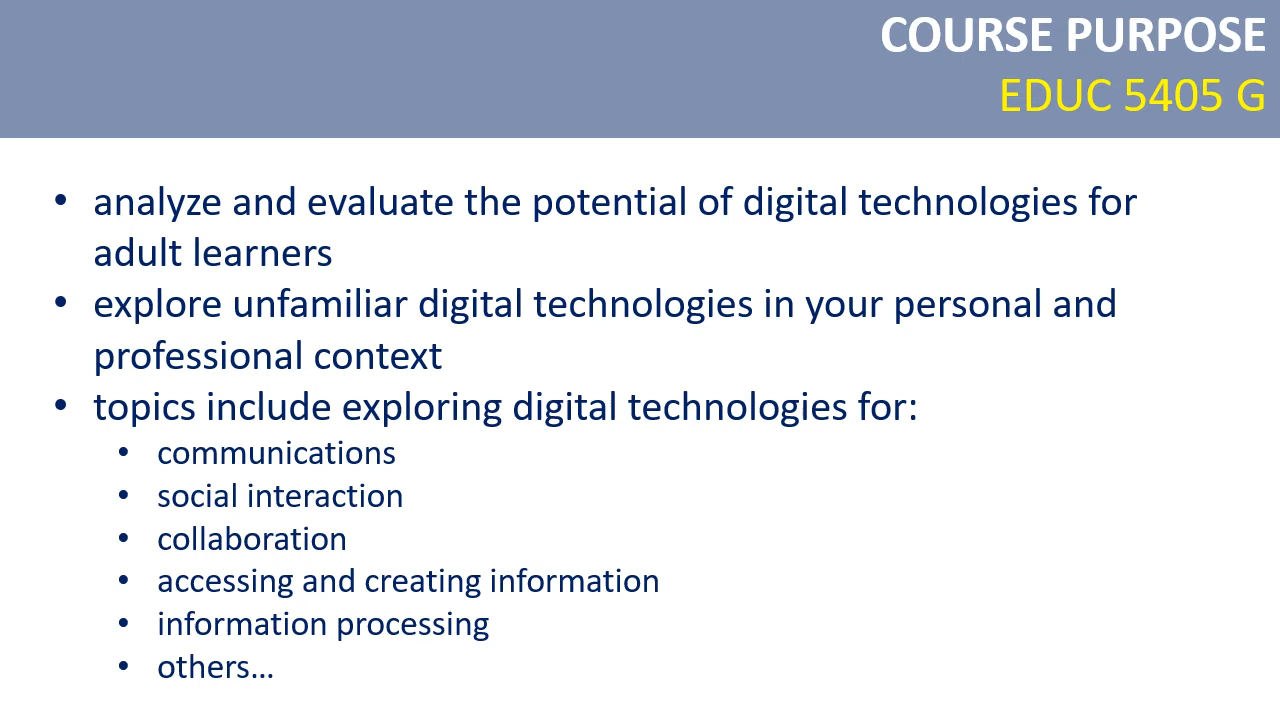 COURSE PURPOSE
EDUC 5405 G
• analyze and evaluate the potential of digital technologies for
adult learners
• explore unfamiliar digital technologies in your personal and
professional context
• topics include exploring digital technologies for:
• communications
• social interaction
• collaboration
• accessing and creating information
• information processing
• others…